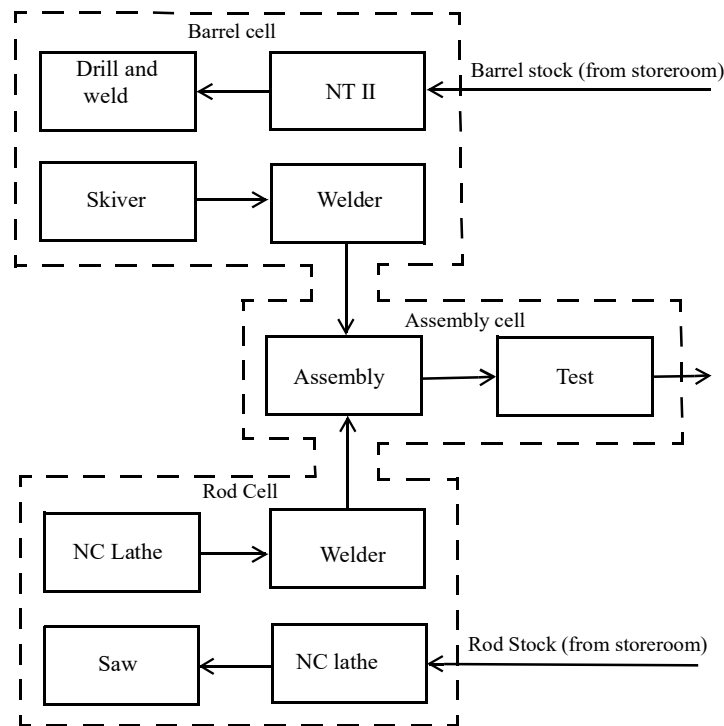 Barrel cell
Drill and
weld
NT II
Barrel stock (from storeroom)
Skiver
Welder
Assembly cell
Assembly
Test
Rod Cell
NC Lathe
Welder
Rod Stock (from storeroom)
Saw
NC lathe